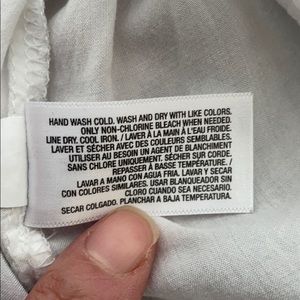 HAND WASH COLD. WASH AND DRY WITH LIKE COLORS.
ONLY NON-CHLORINE BLEACH WHEN NEEDED.
LINE DRY. COOL IRON. / LAVER À LA MAIN À L'EAU FROIDE.
LAVER ET SÉCHER AVEC DES COULEURS SEMBLABLES.
UTILISER AU BESOIN UN AGENT DE BLANCHIMENT
SANS CHLORE UNIQUEMENT. SÉCHER SUR CORDE.
REPASSER À BASSE TEMPÉRATURE. /
LAVAR A MANO CON AGUA FRIA. LAVAR Y SECAR
CON COLORES SIMILARES. USAR BLANQUEADOR SIN
CLORO CUANDO SEA NECESARIO.
SECAR COLGADO. PLANCHAR A BAJA TEMPERATURA.